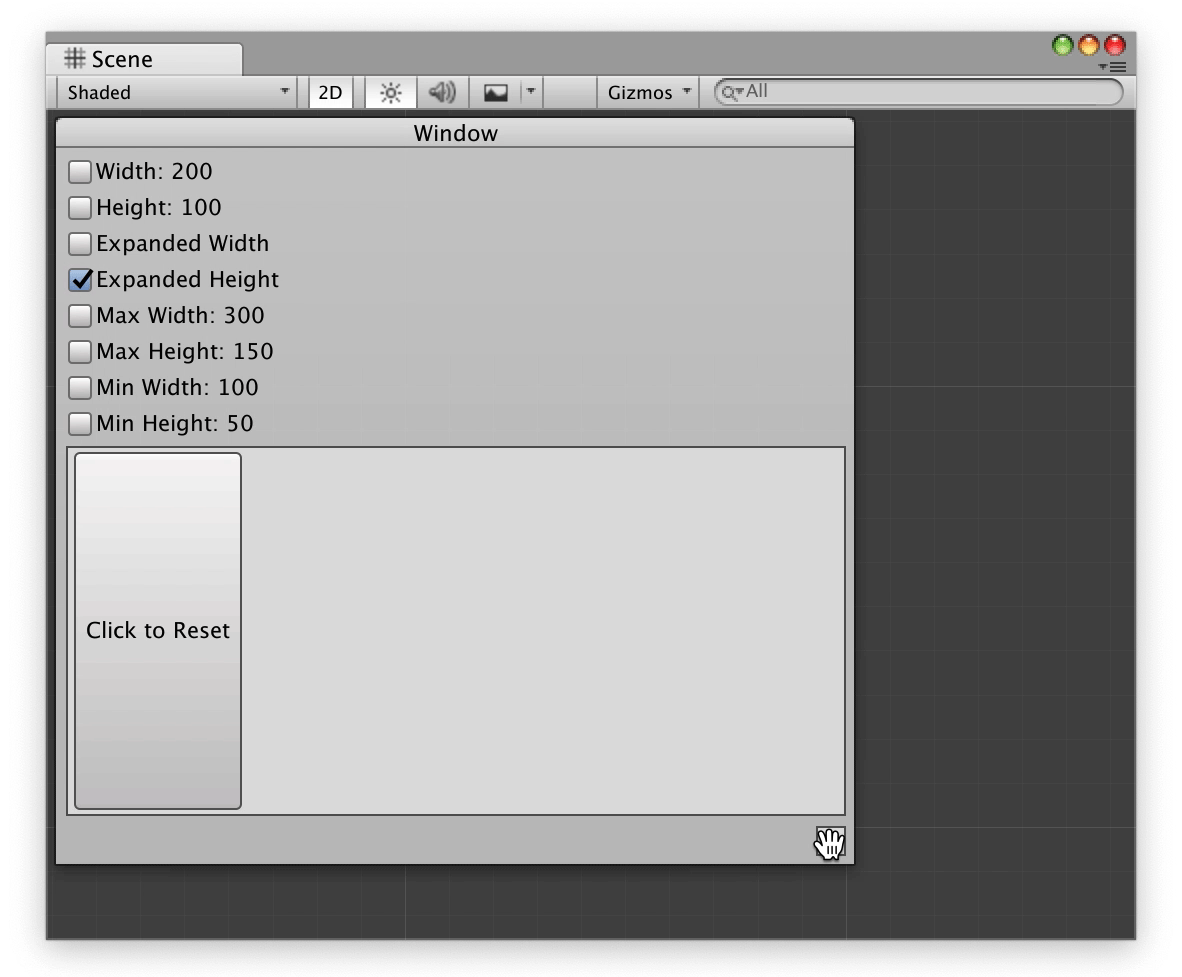 Scene
Shaded 2D Gizmos All
Window
Width: 200
Height: 100
Expanded Width
Expanded Height
Max Width: 300
Max Height: 150
Min Width: 100
Min Height: 50
Click to Reset